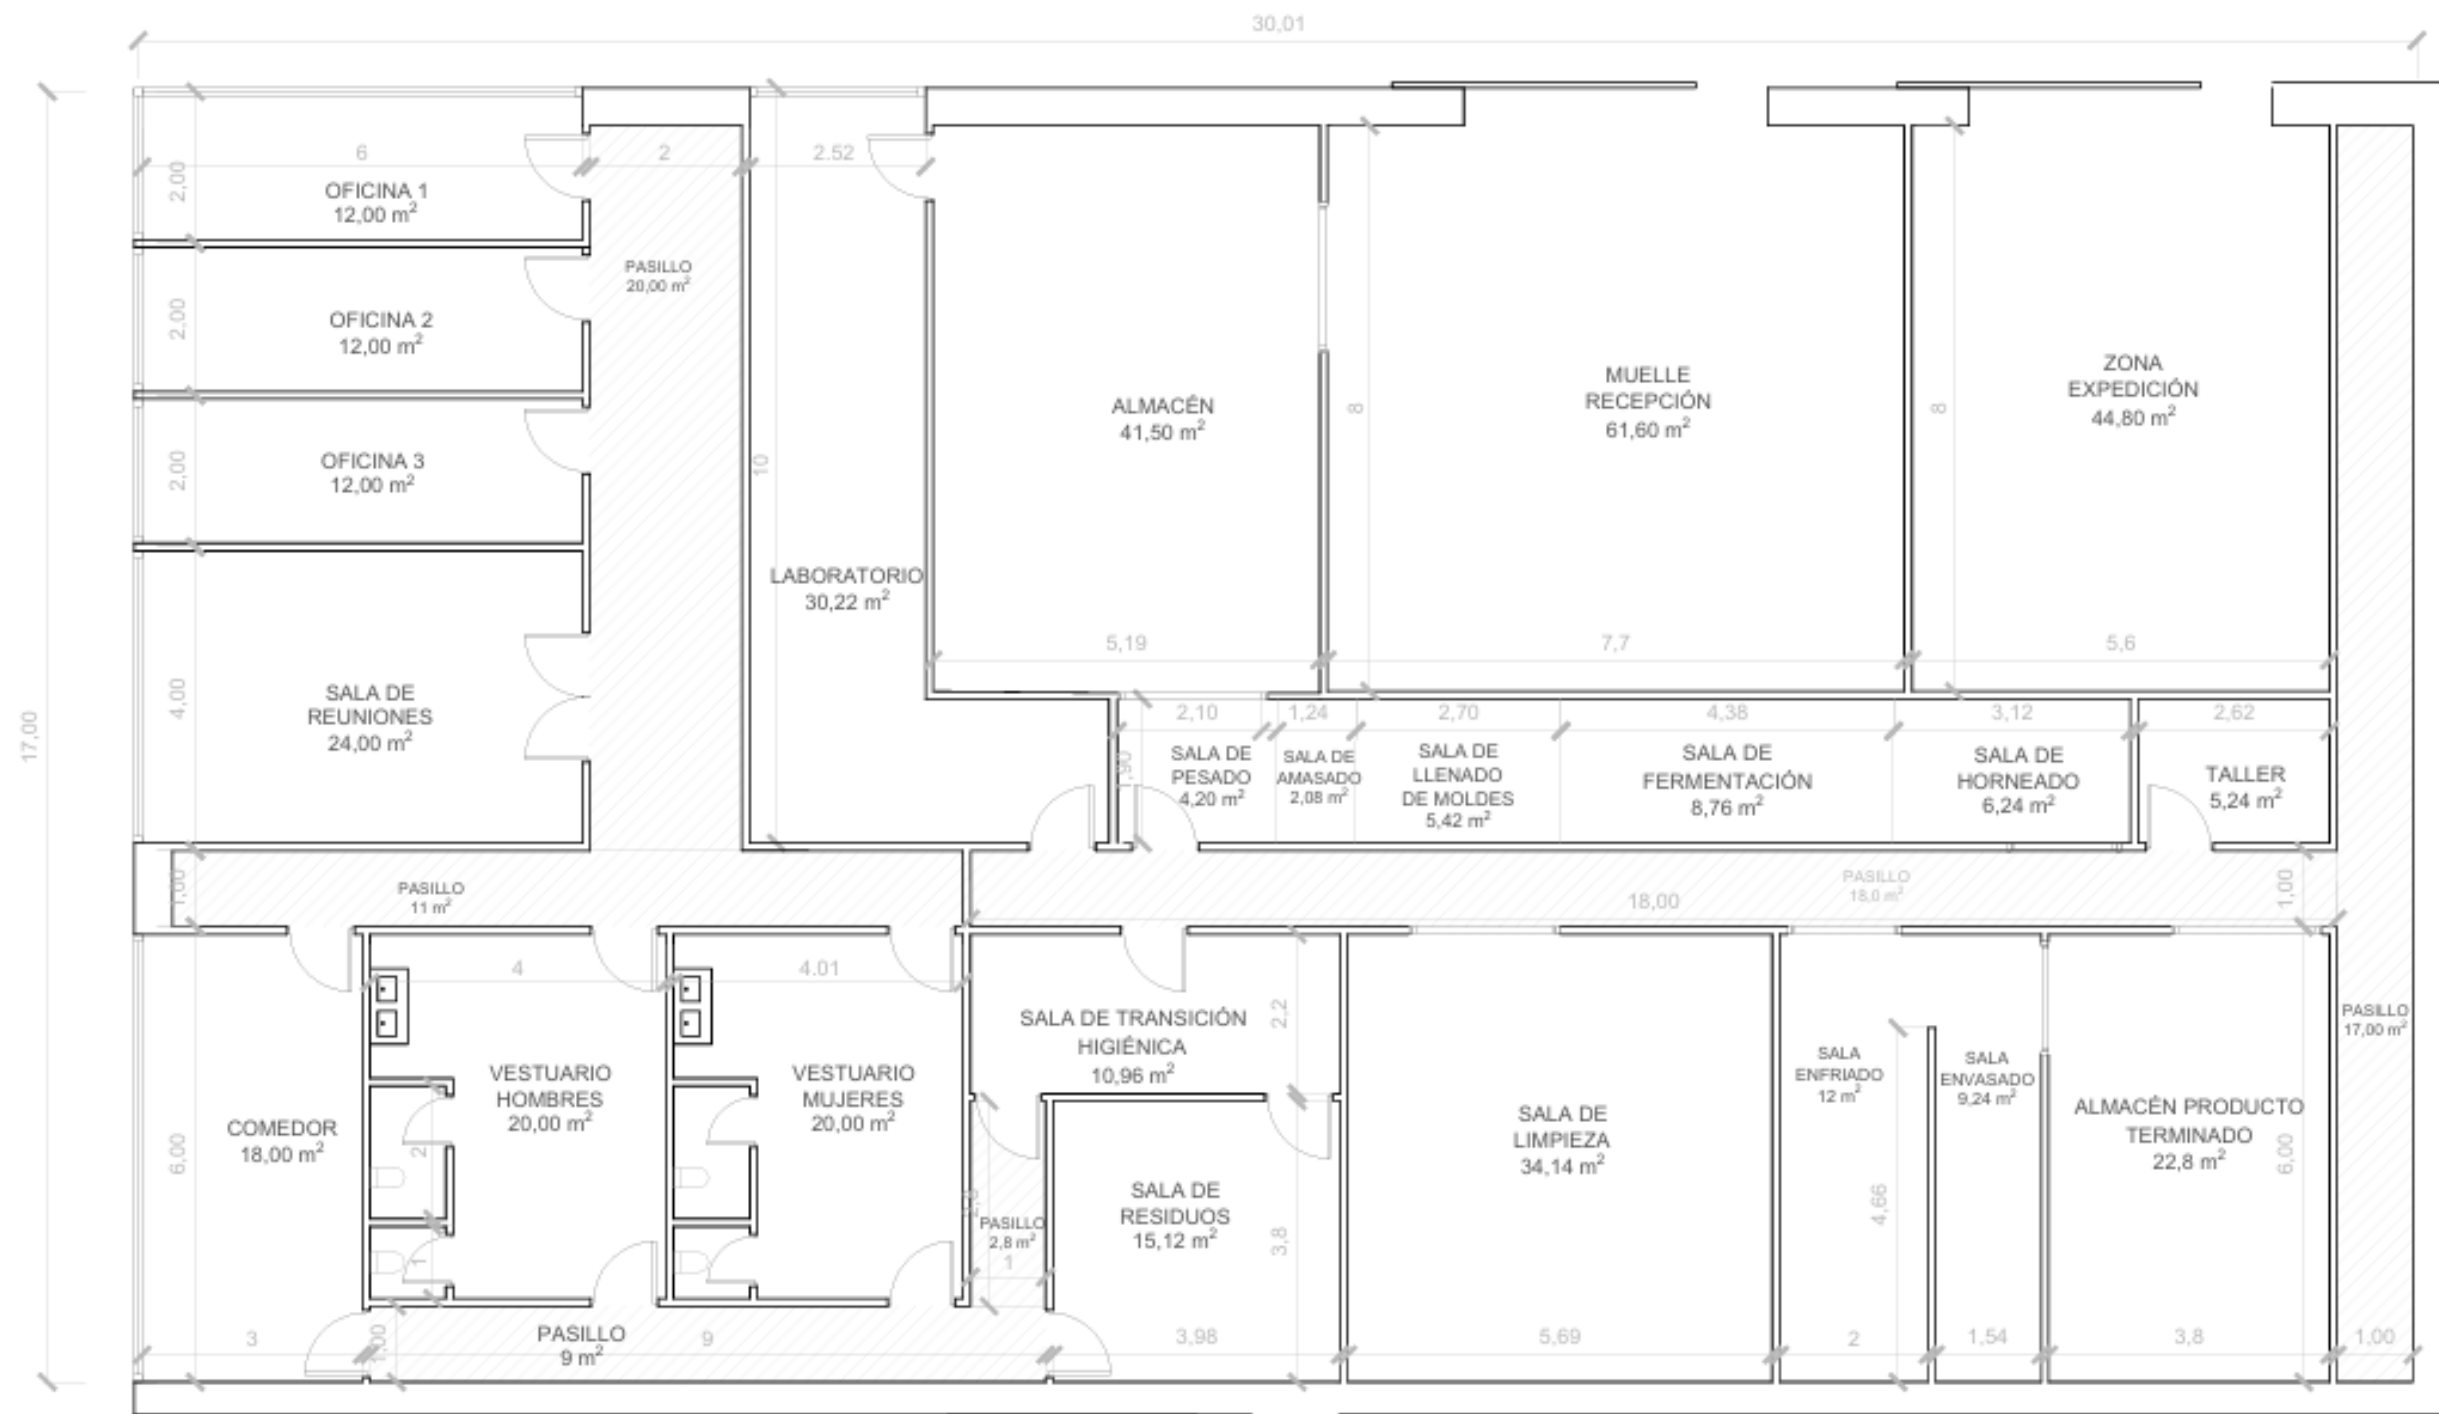 30,01
17,00
6
2
2.52
2,00
OFICINA 1
12,00 m²
PASILLO
20,00 m²
2,00
OFICINA 2
12,00 m²
2,00
OFICINA 3
12,00 m²
10
LABORATORIO
30,22 m²
ALMACÉN
41,50 m²
5,19
8
MUELLE
RECEPCIÓN
61,60 m²
7,7
8
ZONA
EXPEDICIÓN
44,80 m²
5,6
4,00
SALA DE
REUNIONES
24,00 m²
2,10
1,90
SALA DE
PESADO
4,20 m²
1,24
SALA DE
AMASADO
2,08 m²
2,70
SALA DE
LLENADO
DE MOLDES
5,42 m²
4,38
SALA DE
FERMENTACIÓN
8,76 m²
3,12
SALA DE
HORNEADO
6,24 m²
2,62
TALLER
5,24 m²
1,00
PASILLO
11 m²
PASILLO
18,0 m²
18,00
1,00
6,00
COMEDOR
18,00 m²
3
4
VESTUARIO
HOMBRES
20,00 m²
2
1
4.01
VESTUARIO
MUJERES
20,00 m²
1,00
PASILLO
9 m²
9
SALA DE TRANSICIÓN
HIGIÉNICA
10,96 m²
2,2
PASILLO
2,8 m²
1
SALA DE
RESIDUOS
15,12 m²
3,8
3,98
SALA DE
LIMPIEZA
34,14 m²
5,69
SALA
ENFRIADO
12 m²
4,66
2
SALA
ENVASADO
9,24 m²
1,54
ALMACÉN PRODUCTO
TERMINADO
22,8 m²
6,00
3,8
PASILLO
17,00 m²
1,00